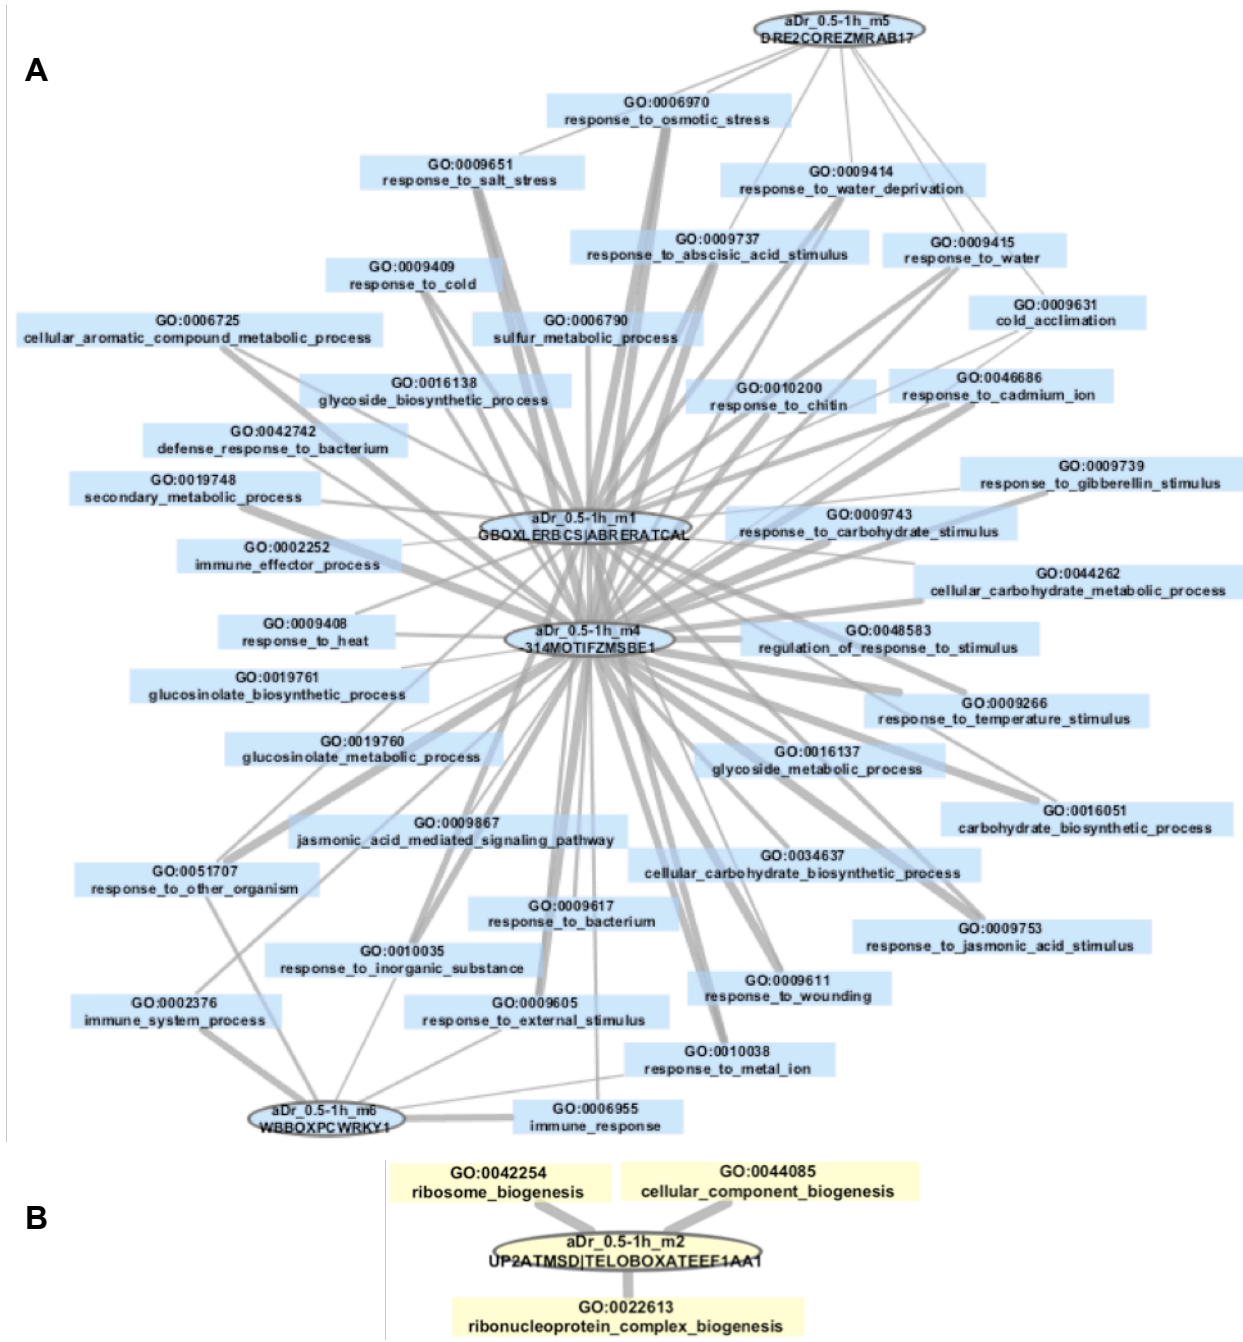 A
aDr_0.5-1h_m5
DRE2COREZMRAB17
GO:0006970
response_to_osmotic_stress
GO:0009651
response_to_salt_stress
GO:0009414
response_to_water_deprivation
GO:0009737
response_to_abscisic_acid_stimulus
GO:0009415
response_to_water
GO:0009409
response_to_cold
GO:0009631
cold_acclimation
GO:0006725
cellular_aromatic_compound_metabolic_process
GO:0006790
sulfur_metabolic_process
GO:0016138
glycoside_biosynthetic_process
GO:0010200
response_to_chitin
GO:0046686
response_to_cadmium_ion
GO:0042742
defense_response_to_bacterium
GO:0019748
secondary_metabolic_process
GO:0009739
response_to_gibberellin_stimulus
aDr_0.5-1h_m1
GBOXLERBCS|ABRERATCAL
GO:0009743
response_to_carbohydrate_stimulus
GO:0002252
immune_effector_process
GO:0044262
cellular_carbohydrate_metabolic_process
GO:0009408
response_to_heat
aDr_0.5-1h_m4
-314MOTIFZMSBE1
GO:0048583
regulation_of_response_to_stimulus
GO:0019761
glucosinolate_biosynthetic_process
GO:0009266
response_to_temperature_stimulus
GO:0019760
glucosinolate_metabolic_process
GO:0016137
glycoside_metabolic_process
GO:0016051
carbohydrate_biosynthetic_process
GO:0009867
jasmonic_acid_mediated_signaling_pathway
GO:0034637
cellular_carbohydrate_biosynthetic_process
GO:0051707
response_to_other_organism
GO:0009617
response_to_bacterium
GO:0009753
response_to_jasmonic_acid_stimulus
GO:0010035
response_to_inorganic_substance
GO:0009611
response_to_wounding
GO:0002376
immune_system_process
GO:0009605
response_to_external_stimulus
GO:0010038
response_to_metal_ion
aDr_0.5-1h_m6
WBBOXPCWRKY1
GO:0006955
immune_response
B
GO:0042254
ribosome_biogenesis
GO:0044085
cellular_component_biogenesis
aDr_0.5-1h_m2
UP2ATMSD|TELOBOXATEEF1AA1
GO:0022613
ribonucleoprotein_complex_biogenesis